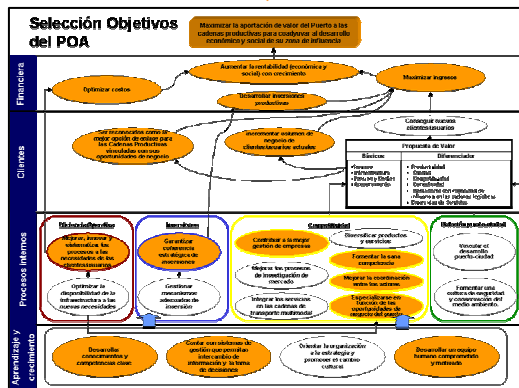 Selección Objetivos
del POA
Maximizar la aportación de valor del Puerto a las
cadenas productivas para coadyuvar al desarrollo
económico y social de su zona de influencia
Financiera
Aumentar la rentabilidad (económica y
social) con crecimiento
Optimizar costos
Maximizar ingresos
Desarrollar inversiones
productivas
Clientes
Ser reconocidos como la
mejor opción de enlace para
las Cadenas Productivas
vinculadas con sus
oportunidades de negocio
Incrementar volumen de
negocio de
clientes/usuarios actuales
Conseguir nuevos
clientes/usuarios
Propuesta de Valor
Básicos
Diferenciador
Procesos Internos
Mejorar, innovar y
sistematizar los
procesos a las
necesidades de los
clientes/usuarios
Optimizar la
disponibilidad de la
infraestructura a las
nuevas necesidades
Inversiones
Garantizar
coherencia
estratégica de
inversiones
Gestionar
mecanismos
adecuados de
inversión
Competitividad
Diversificar productos
y servicios
Contribuir a la mejor
gestión de empresas
Fomentar la sana
competencia
Mejorar los procesos
de investigación de
mercado
Mejorar la coordinación
entre los actores
Integrar los servicios
en las cadenas de
transporte multimodal
Especializarse en
función de las
oportunidades de
negocio del puerto
Vincular el
desarrollo
puerto-ciudad
Fomentar una
cultura de seguridad
y conservación del
medio ambiente.
Aprendizaje y
crecimiento
Desarrollar
conocimientos y
competencias clave
Contar con sistemas de
gestión que permitan
intercambio de
información y la toma
de decisiones
Orientar la organización
a la estrategia y
promover el cambio
cultural
Desarrollar un equipo
humano comprometido
y motivado